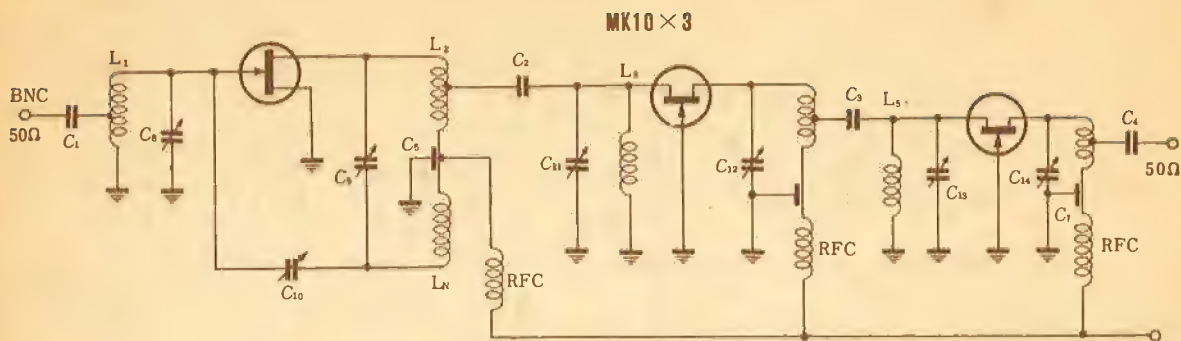 MK10×3
BNC
50Ω
C₁
L₁
C₈
C₉
C₁₀
L₂
C₅
L_N
RFC
C₂
C₁₁
L₃
C₁₂
RFC
C₃
L₅
C₁₃
C₁₄
C₇
RFC
C₄
50Ω